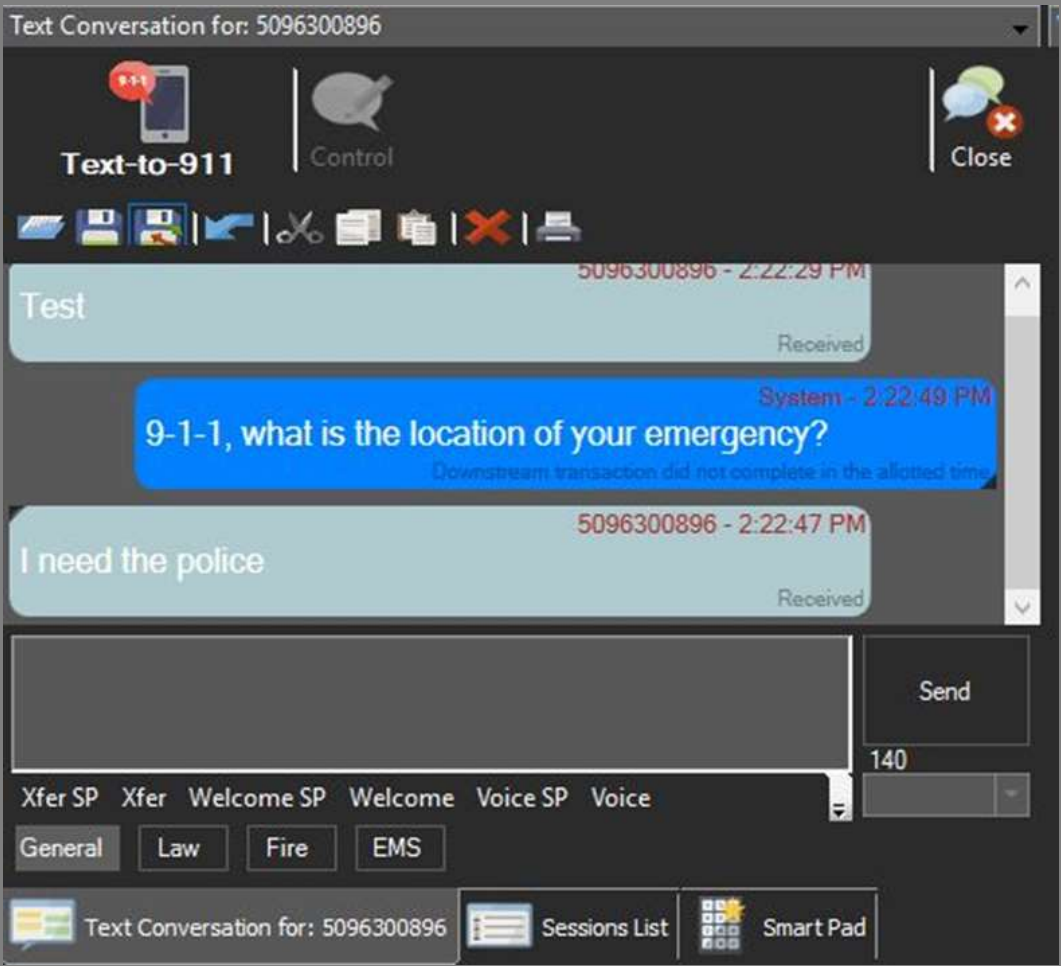 Text Conversation for: 5096300896
9-1-1
Text-to-911
Control
Close
5096300896 - 2:22:29 PM
Test
Received
System - 2:22:49 PM
9-1-1, what is the location of your emergency?
Downstream transaction did not complete in the allotted time
5096300896 - 2:22:47 PM
I need the police
Received
Send
140
Xfer SP Xfer Welcome SP Welcome Voice SP Voice
General Law Fire EMS
Text Conversation for: 5096300896 Sessions List Smart Pad